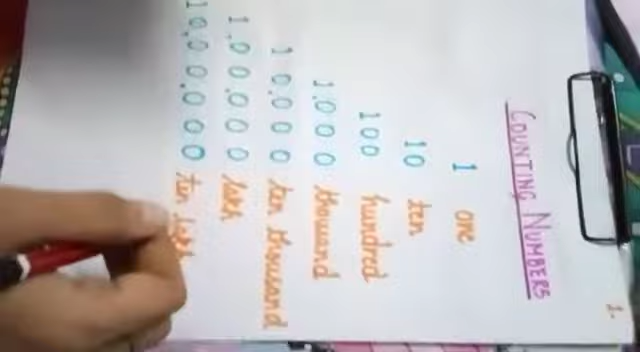 1.
COUNTING NUMBERS
1 one
10 ten
100 hundred
1,000 thousand
10,000 ten thousand
1,00,000 lakh
10,00,000 ten lakh